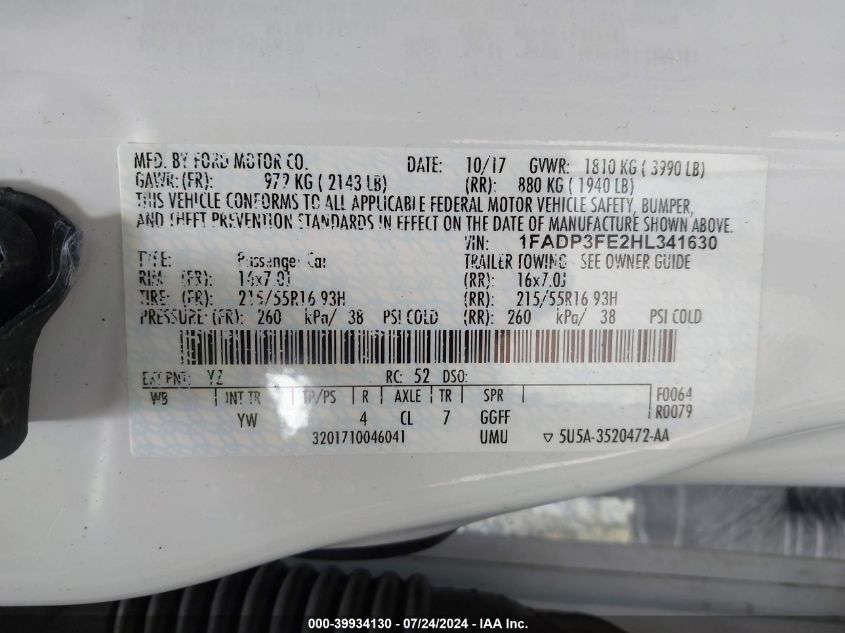 MFD. BY FORD MOTOR CO. DATE: 10/17 GVWR: 1810 KG ( 3990 LB)
GAWR:(FR): 972 KG ( 2143 LB) (RR): 880 KG ( 1940 LB)
THIS VEHICLE CONFORMS TO ALL APPLICABLE FEDERAL MOTOR VEHICLE SAFETY, BUMPER,
AND THEFT PREVENTION STANDARDS IN EFFECT ON THE DATE OF MANUFACTURE SHOWN ABOVE.
VIN: 1FADP3FE2HL341630
TYPE: Passenger Car TRAILER TOWING - SEE OWNER GUIDE
RIM (FR): 16x7.0J (RR): 16x7.0J
TIRE: (FR): 215/55R16 93H (RR): 215/55R16 93H
PRESSURE: (FR): 260 kPa/ 38 PSI COLD (RR): 260 kPa/ 38 PSI COLD
EXT PNT: YZ RC: 52 DSO:
WB INT TR TP/PS R AXLE TR SPR F0064
YW 4 CL 7 GGFF R0079
3201710046041 UMU ▽ 5U5A-3520472-AA
000-39934130 - 07/24/2024 - IAA Inc.